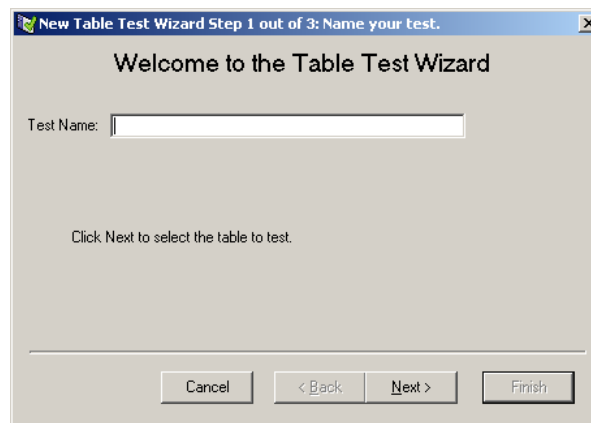 New Table Test Wizard Step 1 out of 3: Name your test.
Welcome to the Table Test Wizard
Test Name:
Click Next to select the table to test.
Cancel < Back Next > Finish